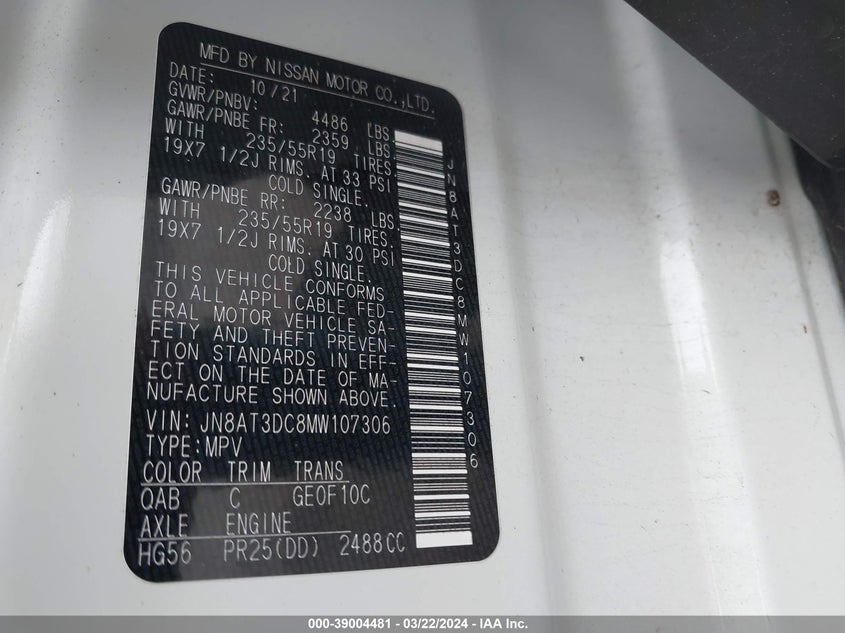 MFD BY NISSAN MOTOR CO.,LTD.
DATE: 10/21
GVWR/PNBV: 4486 LBS
GAWR/PNBE FR: 2359 LBS.
WITH 235/55R19 TIRES.
19X7 1/2J RIMS. AT 33 PSI
COLD SINGLE.
GAWR/PNBE RR: 2238 LBS.
WITH 235/55R19 TIRES.
19X7 1/2J RIMS. AT 30 PSI
COLD SINGLE.
THIS VEHICLE CONFORMS
TO ALL APPLICABLE FED-
ERAL MOTOR VEHICLE SA-
FETY AND THEFT PREVEN-
TION STANDARDS IN EFF-
ECT ON THE DATE OF MA-
NUFACTURE SHOWN ABOVE.
VIN: JN8AT3DC8MW107306
TYPE:MPV
COLOR TRIM TRANS
QAB C GE0F10C
AXLE ENGINE
HG56 PR25(DD) 2488CC
JN8AT3DC8MW107306
000-39004481 - 03/22/2024 - IAA Inc.